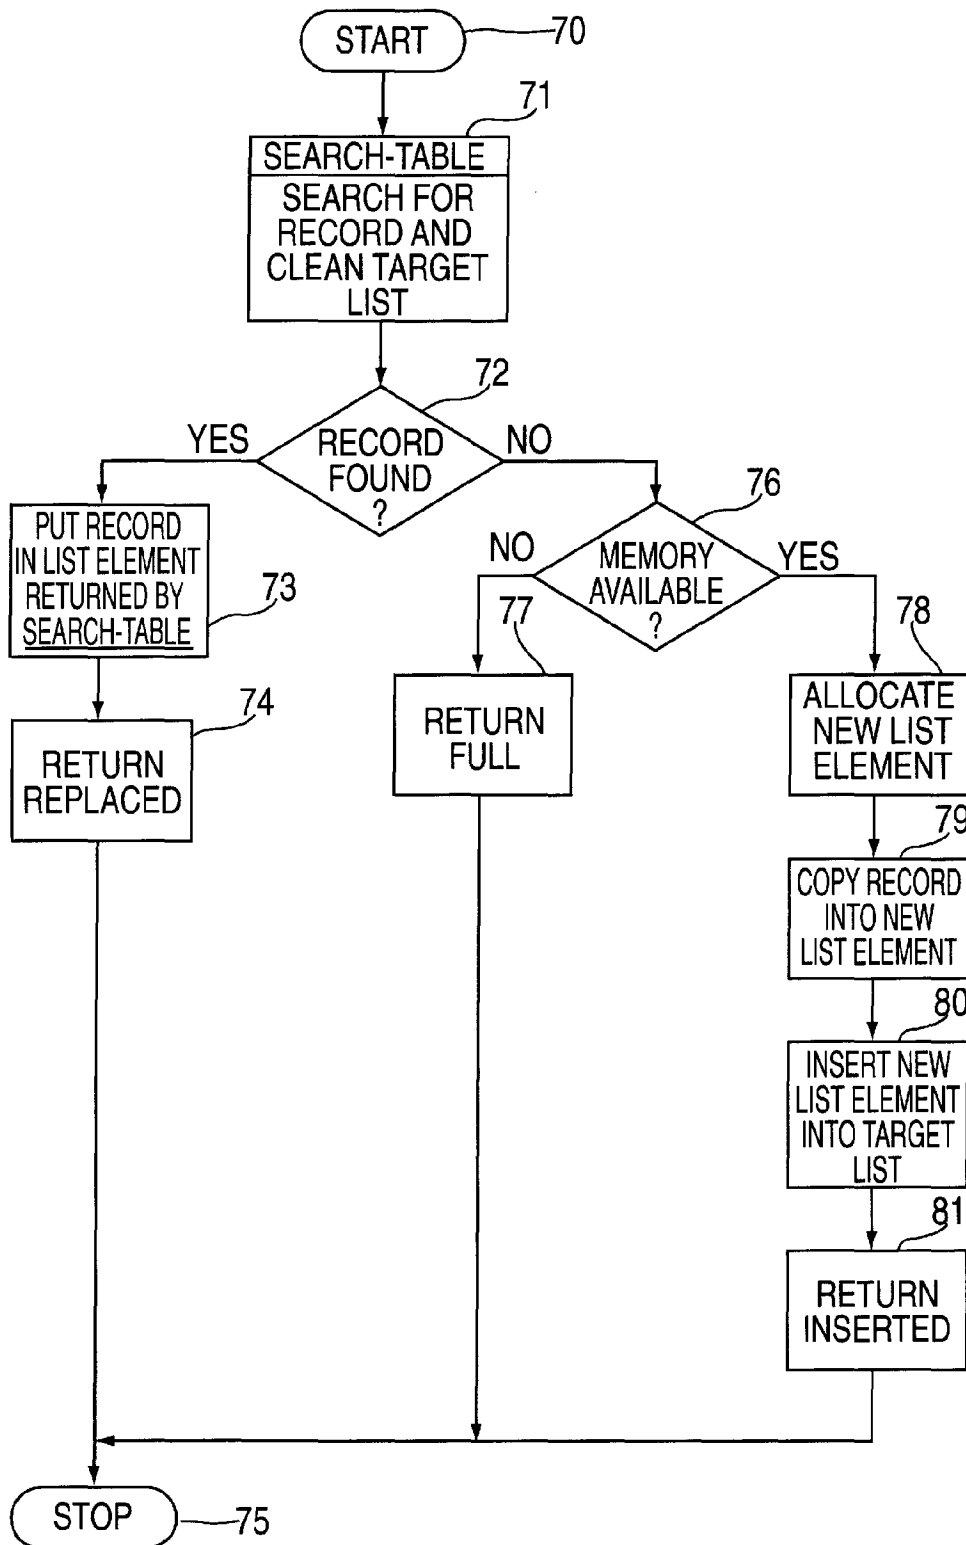 START
70
71
SEARCH-TABLE
SEARCH FOR
RECORD AND
CLEAN TARGET
LIST
72
YES
RECORD
FOUND
?
NO
76
PUT RECORD
IN LIST ELEMENT
RETURNED BY
SEARCH-TABLE
73
NO
MEMORY
AVAILABLE
?
YES
77
78
74
RETURN
REPLACED
RETURN
FULL
ALLOCATE
NEW LIST
ELEMENT
79
COPY RECORD
INTO NEW
LIST ELEMENT
80
INSERT NEW
LIST ELEMENT
INTO TARGET
LIST
81
RETURN
INSERTED
STOP
75